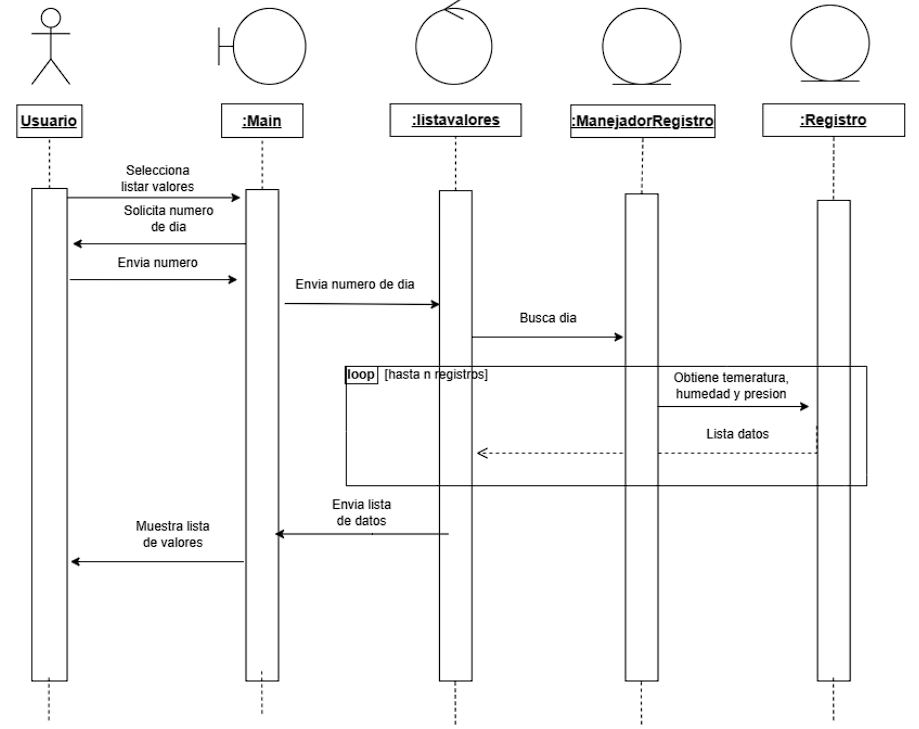 Usuario
:Main
:listavalores
:ManejadorRegistro
:Registro
Selecciona
listar valores
Solicita numero
de dia
Envia numero
Envia numero de dia
Busca dia
loop [hasta n registros]
Obtiene temeratura,
humedad y presion
Lista datos
Envia lista
de datos
Muestra lista
de valores